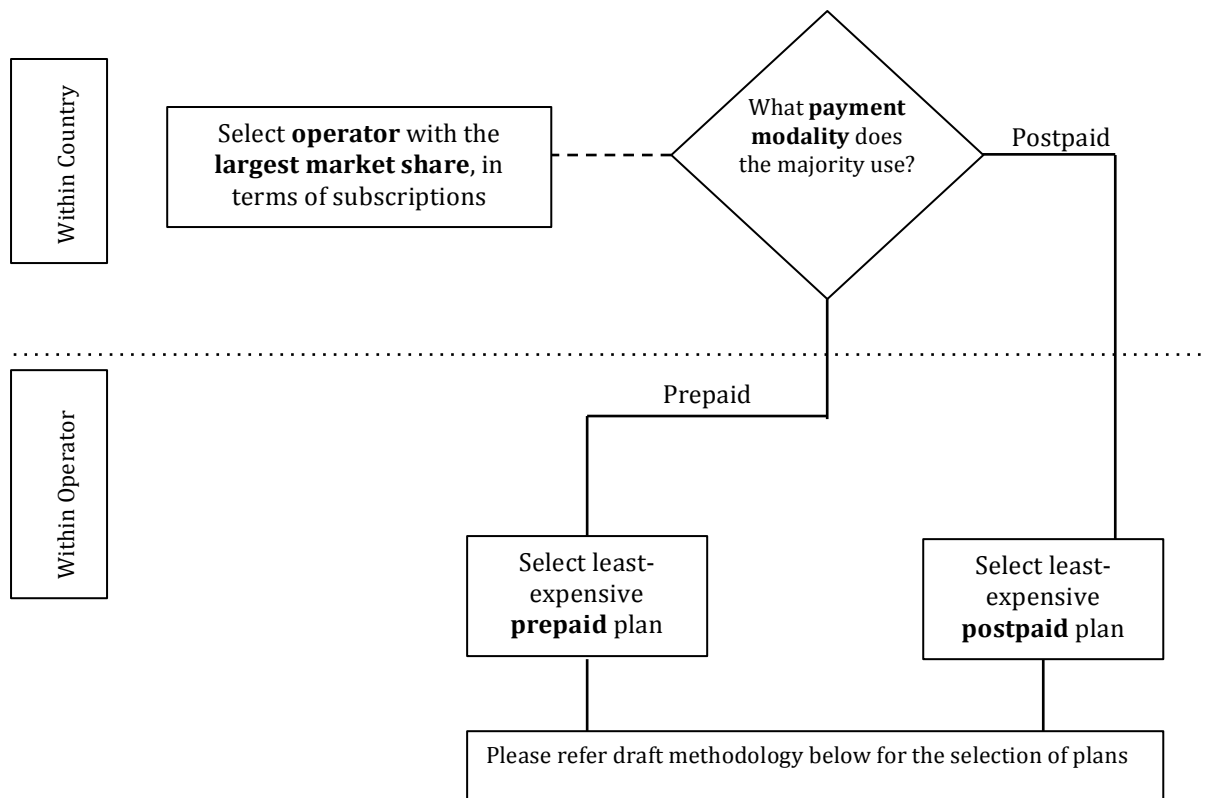 Within Country
Select operator with the
largest market share, in
terms of subscriptions
What payment
modality does
the majority use?
Postpaid
Within Operator
Prepaid
Select least-
expensive
prepaid plan
Select least-
expensive
postpaid plan
Please refer draft methodology below for the selection of plans